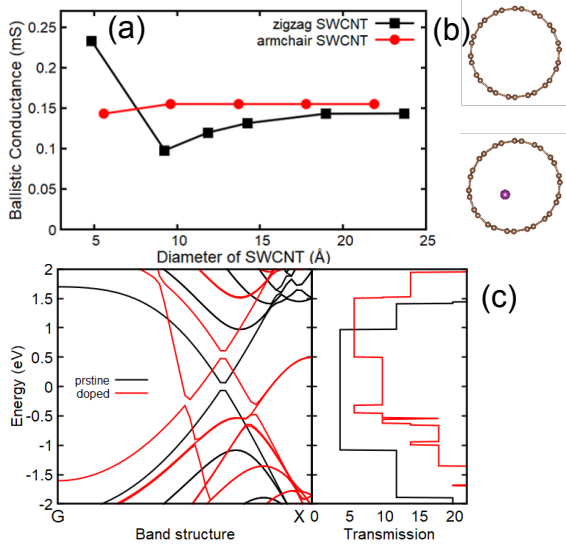 (a)
zigzag SWCNT
armchair SWCNT
(b)
Ballistic Conductance (mS)
0.25
0.2
0.15
0.1
0.05
0
5 10 15 20 25
Diameter of SWCNT (Å)
(c)
Energy (eV)
2
1.5
1
0.5
0
-0.5
-1
-1.5
-2
prstine
doped
G X
Band structure
0 5 10 15 20
Transmission